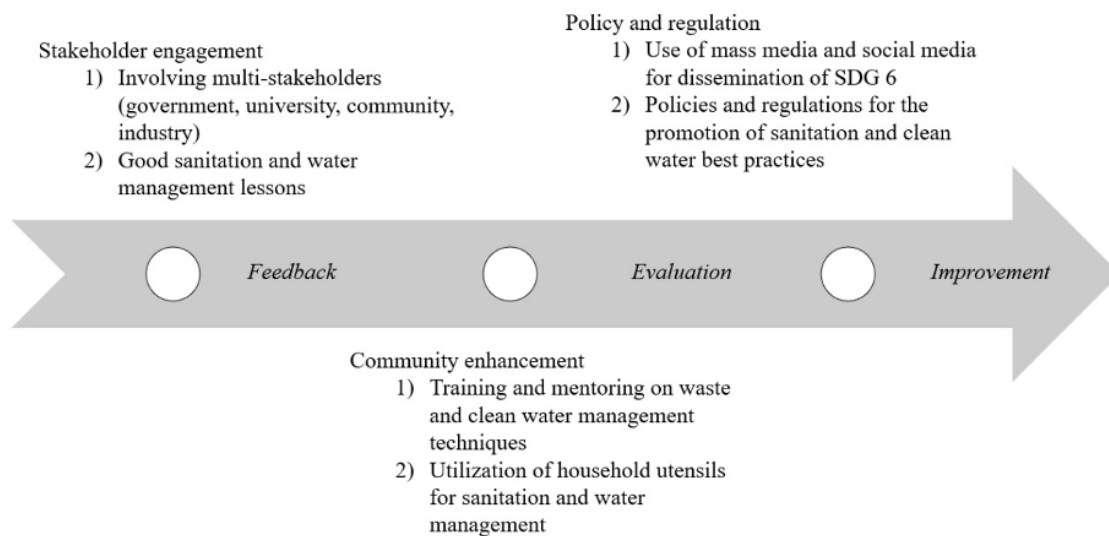 Stakeholder engagement
1) Involving multi-stakeholders
(government, university, community,
industry)
2) Good sanitation and water
management lessons
Policy and regulation
1) Use of mass media and social media
for dissemination of SDG 6
2) Policies and regulations for the
promotion of sanitation and clean
water best practices
Feedback
Evaluation
Improvement
Community enhancement
1) Training and mentoring on waste
and clean water management
techniques
2) Utilization of household utensils
for sanitation and water
management